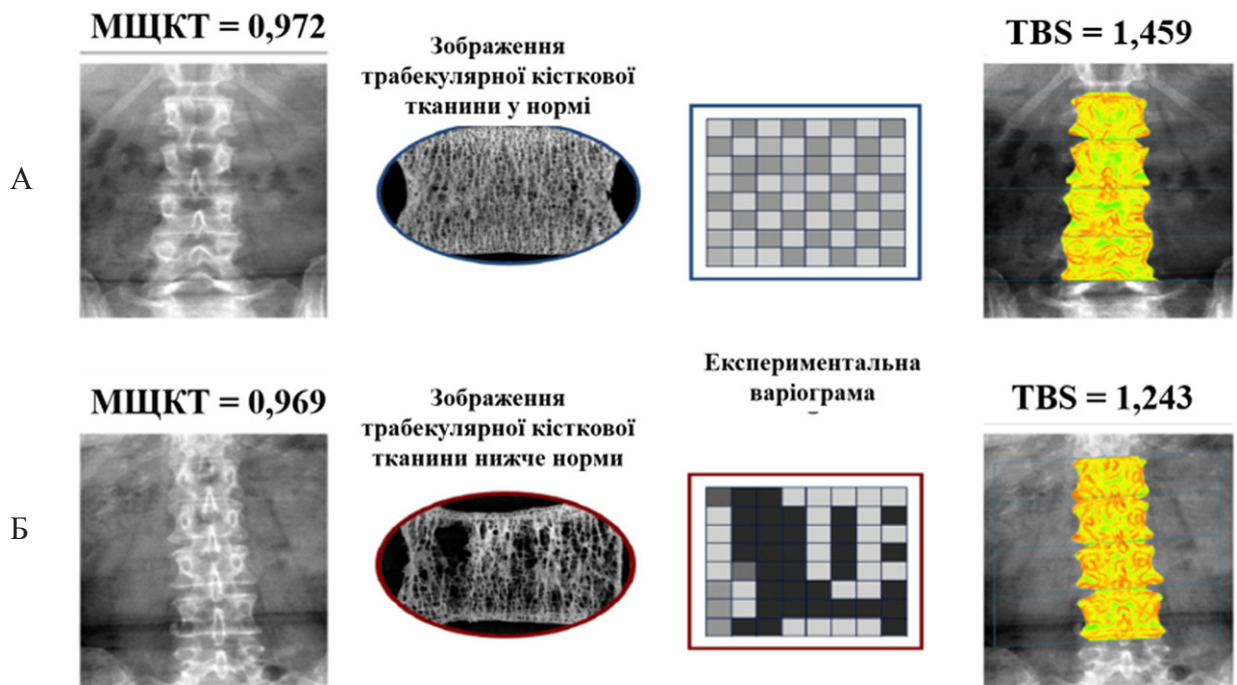 МЩКТ = 0,972
Зображення
трабекулярної кісткової
тканини у нормі
TBS = 1,459
А
МЩКТ = 0,969
Зображення
трабекулярної кісткової
тканини нижче норми
Експериментальна
варіограма
TBS = 1,243
Б